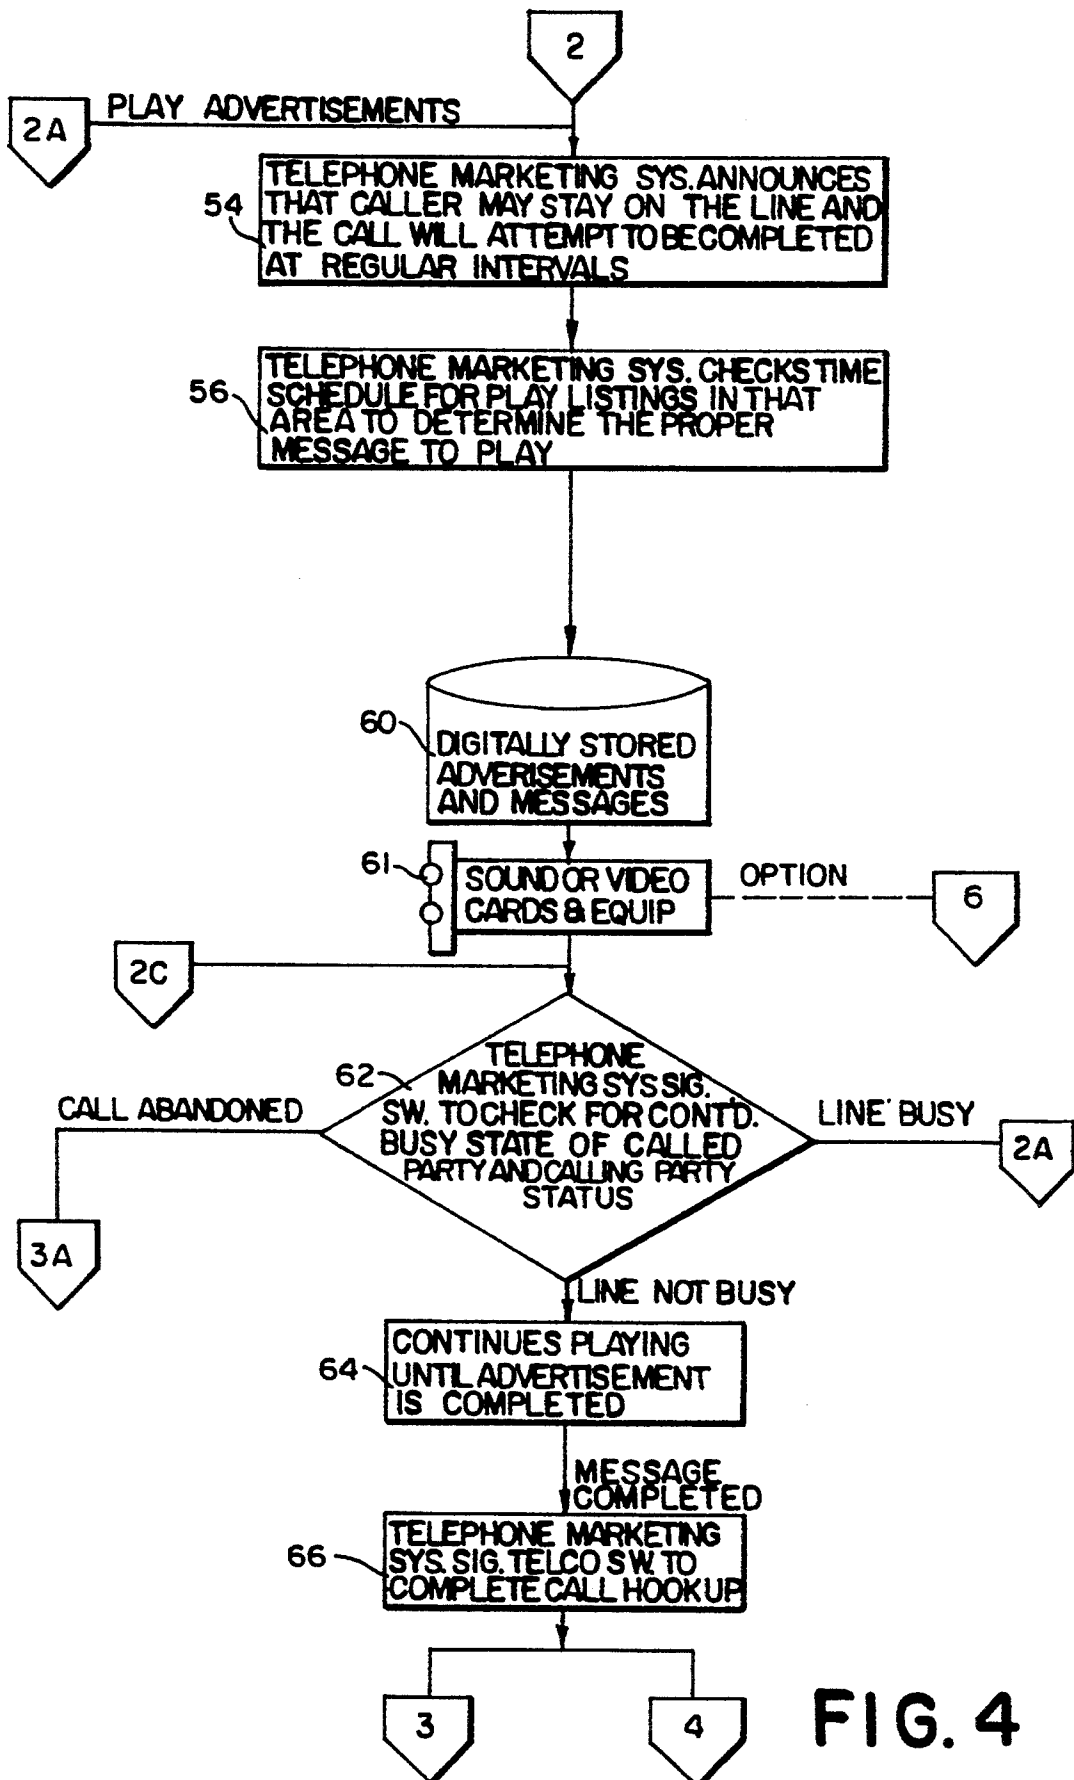 2
2A
PLAY ADVERTISEMENTS
54
TELEPHONE MARKETING SYS. ANNOUNCES
THAT CALLER MAY STAY ON THE LINE AND
THE CALL WILL ATTEMPT TO BE COMPLETED
AT REGULAR INTERVALS
56
TELEPHONE MARKETING SYS. CHECKS TIME
SCHEDULE FOR PLAY LISTINGS IN THAT
AREA TO DETERMINE THE PROPER
MESSAGE TO PLAY
60
DIGITALLY STORED
ADVERISEMENTS
AND MESSAGES
61
SOUND OR VIDEO
CARDS & EQUIP
OPTION
6
2C
62
TELEPHONE
MARKETING SYS SIG.
SW. TO CHECK FOR CONT'D.
BUSY STATE OF CALLED
PARTY AND CALLING PARTY
STATUS
CALL ABANDONED
3A
LINE BUSY
2A
LINE NOT BUSY
64
CONTINUES PLAYING
UNTIL ADVERTISEMENT
IS COMPLETED
MESSAGE
COMPLETED
66
TELEPHONE MARKETING
SYS. SIG. TELCO SW. TO
COMPLETE CALL HOOKUP
3
4
FIG. 4